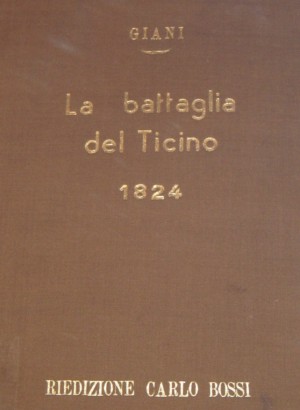 GIANI
La battaglia
del Ticino
1824
RIEDIZIONE CARLO BOSSI